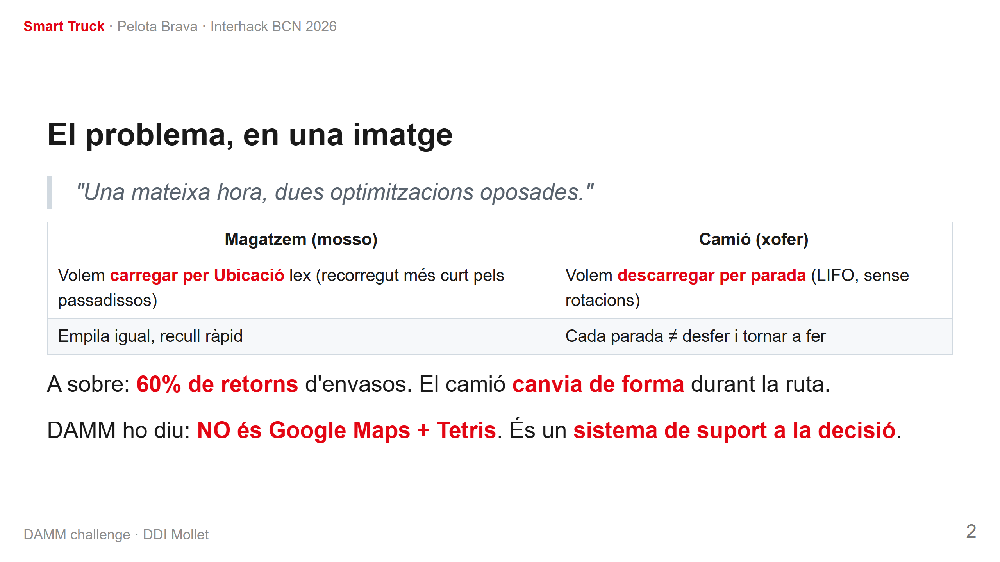 Smart Truck · Pelota Brava · Interhack BCN 2026
El problema, en una imatge
"Una mateixa hora, dues optimitzacions oposades."
Magatzem (mosso)
Camió (xofer)
Volem carregar per Ubicació lex (recorregut més curt pels
passadissos)
Volem descarregar per parada (LIFO, sense
rotacions)
Empila igual, recull ràpid
Cada parada ≠ desfer i tornar a fer
A sobre: 60% de retorns d'envasos. El camió canvia de forma durant la ruta.
DAMM ho diu: NO és Google Maps + Tetris. És un sistema de suport a la decisió.
DAMM challenge · DDI Mollet
2